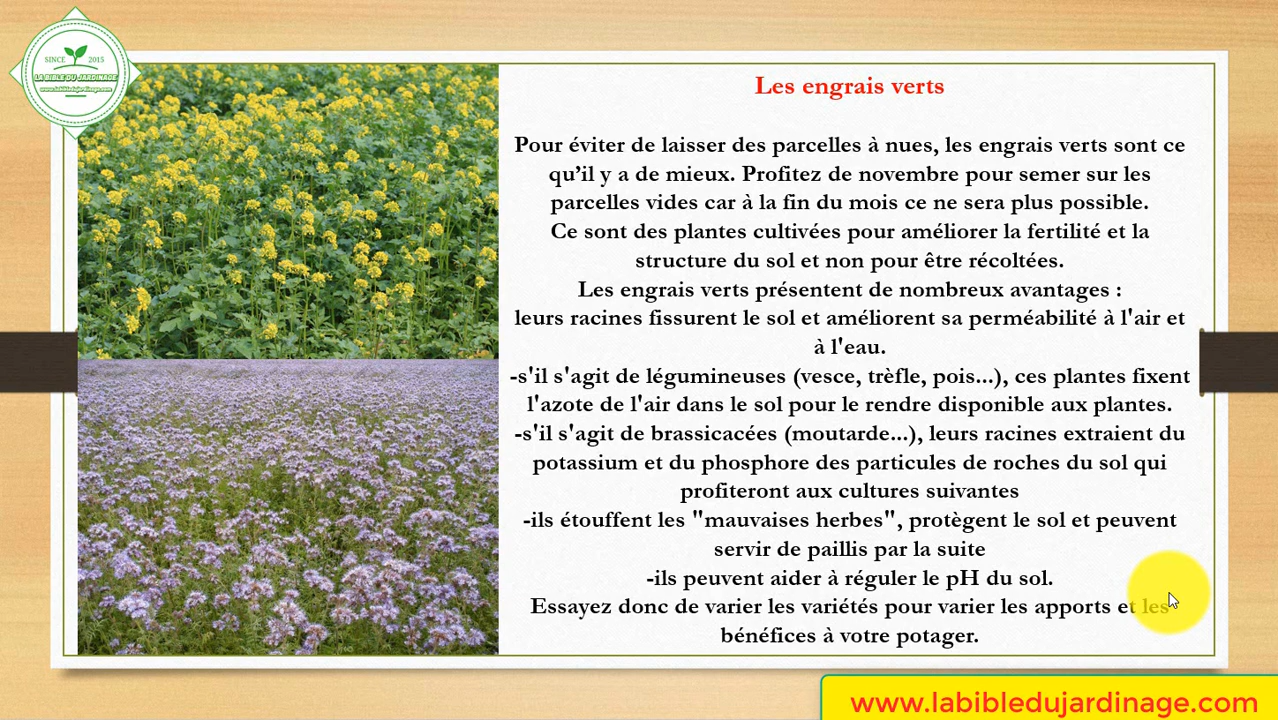 SINCE 2015
LA BIBLE DU JARDINAGE
www.labibledujardinage.com
Les engrais verts
Pour éviter de laisser des parcelles à nues, les engrais verts sont ce
qu'il y a de mieux. Profitez de novembre pour semer sur les
parcelles vides car à la fin du mois ce ne sera plus possible.
Ce sont des plantes cultivées pour améliorer la fertilité et la
structure du sol et non pour être récoltées.
Les engrais verts présentent de nombreux avantages :
leurs racines fissurent le sol et améliorent sa perméabilité à l'air et
à l'eau.
-s'il s'agit de légumineuses (vesce, trèfle, pois...), ces plantes fixent
l'azote de l'air dans le sol pour le rendre disponible aux plantes.
-s'il s'agit de brassicacées (moutarde...), leurs racines extraient du
potassium et du phosphore des particules de roches du sol qui
profiteront aux cultures suivantes
-ils étouffent les "mauvaises herbes", protègent le sol et peuvent
servir de paillis par la suite
-ils peuvent aider à réguler le pH du sol.
Essayez donc de varier les variétés pour varier les apports et les
bénéfices à votre potager.
www.labibledujardinage.com